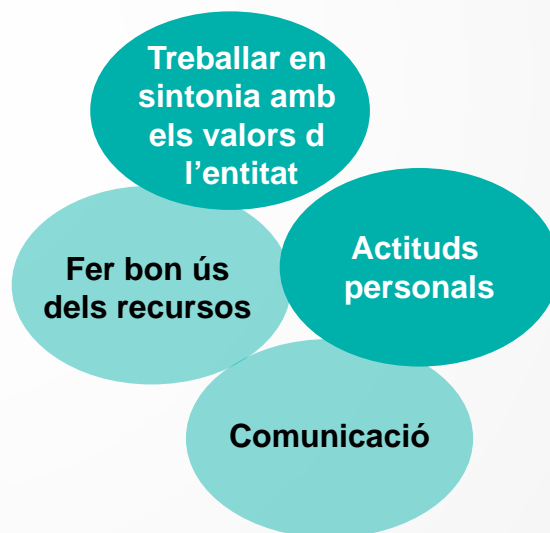 Treballar en
sintonia amb
els valors d
l’entitat
Fer bon ús
dels recursos
Actituds
personals
Comunicació